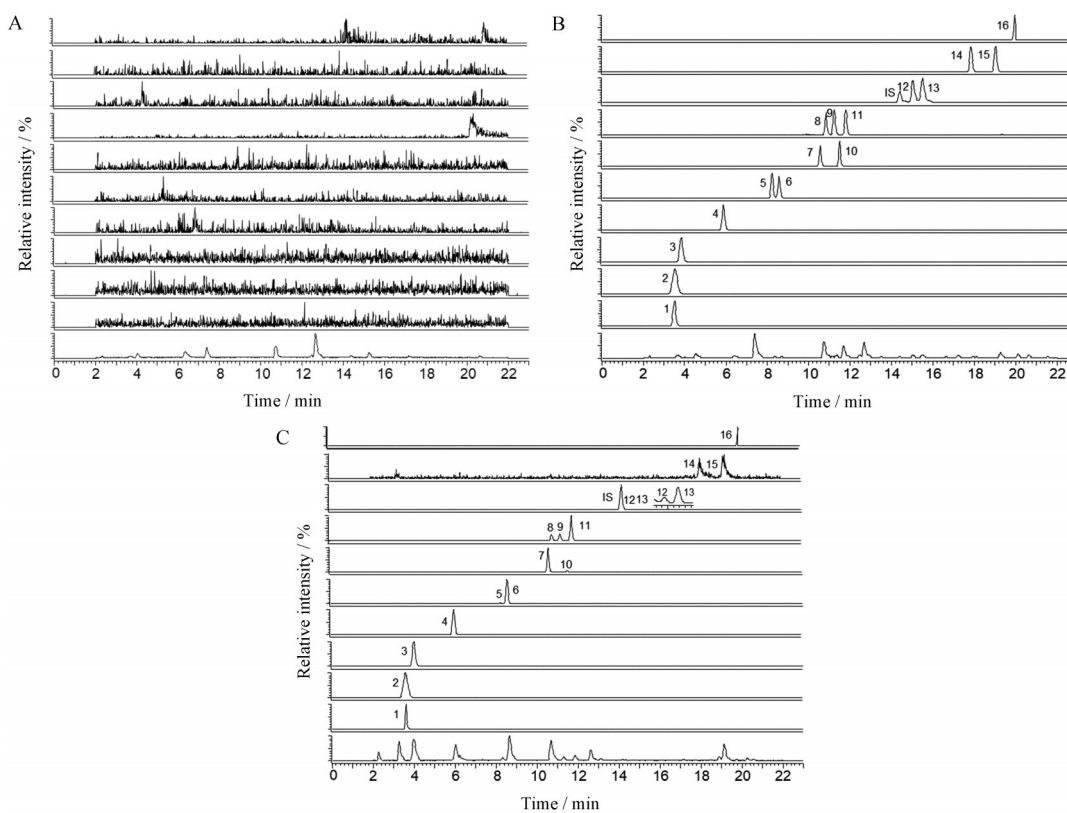 A
Relative intensity / %
0 2 4 6 8 10 12 14 16 18 20 22
Time / min
B
16
14 15
IS 12 13
8 9 11
7 10
5 6
4
3
2
1
Relative intensity / %
0 2 4 6 8 10 12 14 16 18 20 22
Time / min
C
16
14 15
IS 12 13 12 13
8 9 11
7 10
5 6
4
3
2
1
Relative intensity / %
0 2 4 6 8 10 12 14 16 18 20 22
Time / min